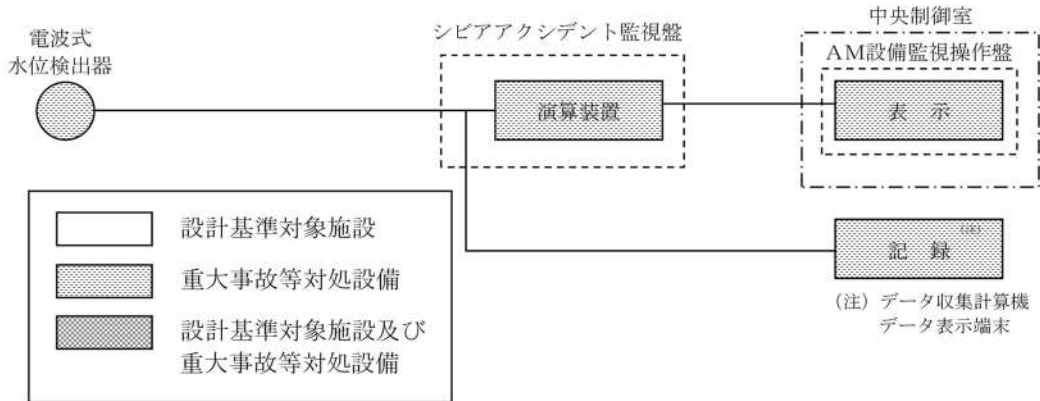 電波式
水位検出器
シビアアクシデント監視盤
演算装置
中央制御室
AM設備監視操作盤
表 示
記 録(注)
(注) データ収集計算機
データ表示端末
設計基準対象施設
重大事故等対処設備
設計基準対象施設及び
重大事故等対処設備